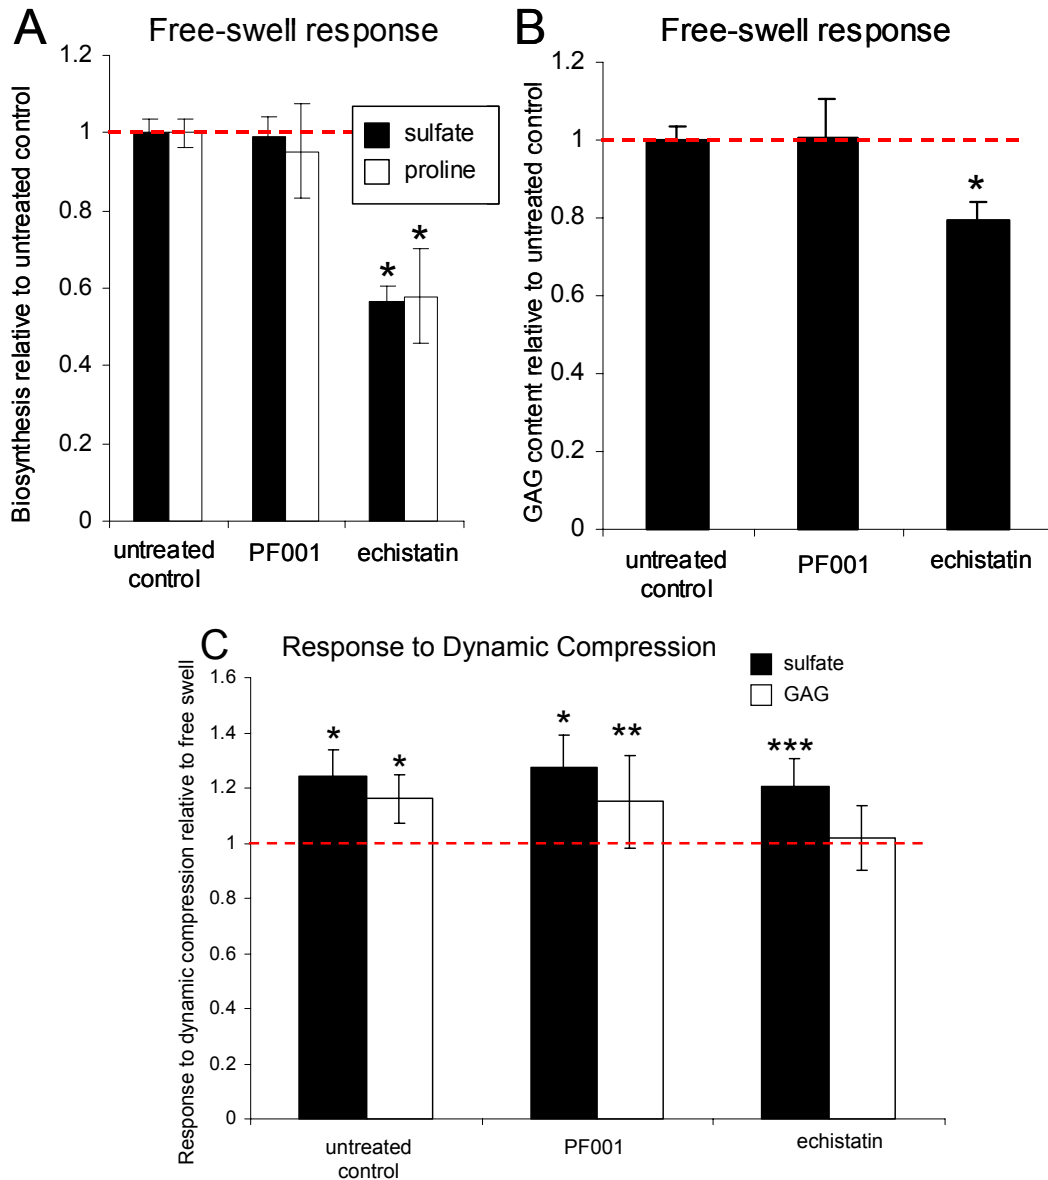 A
Free-swell response
Biosynthesis relative to untreated control
1.2
1
0.8
0.6
0.4
0.2
0
sulfate
proline
*
*
untreated
control
PF001
echistatin
B
Free-swell response
GAG content relative to untreated control
1.2
1
0.8
0.6
0.4
0.2
0
*
untreated
control
PF001
echistatin
C
Response to Dynamic Compression
Response to dynamic compression relative to free swell
sulfate
GAG
1.6
1.4
1.2
1
0.8
0.6
0.4
0.2
0
*
*
*
**
***
untreated
control
PF001
echistatin